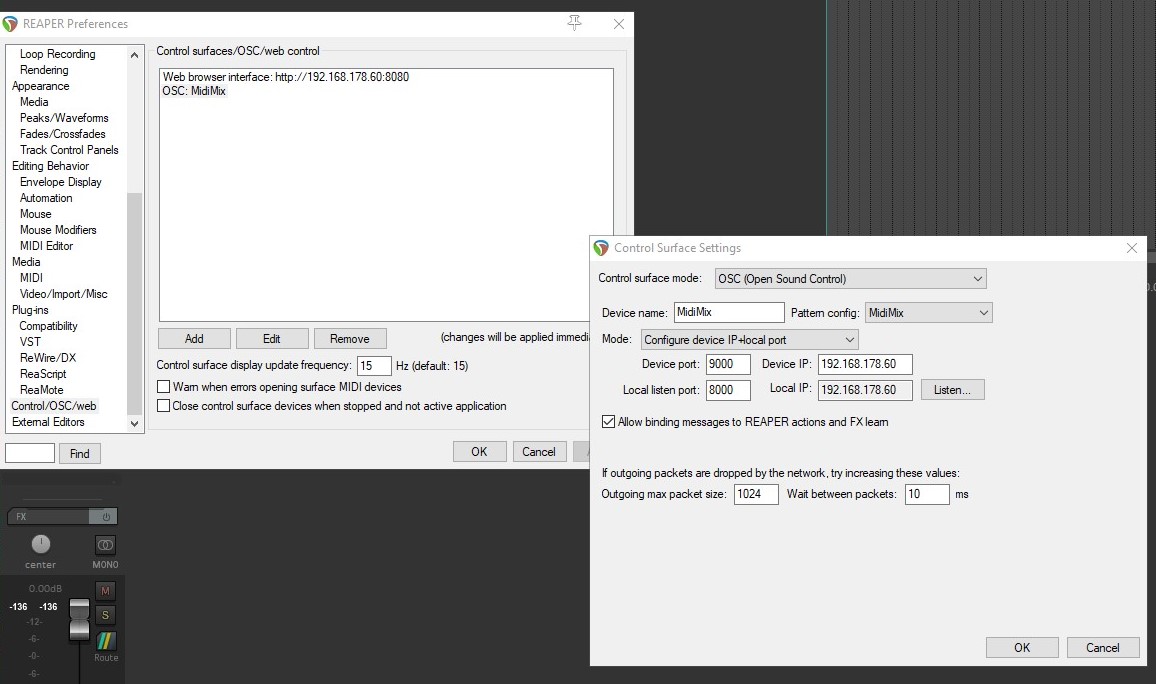 REAPER Preferences
Loop Recording
Rendering
Appearance
Media
Peaks/Waveforms
Fades/Crossfades
Track Control Panels
Editing Behavior
Envelope Display
Automation
Mouse
Mouse Modifiers
MIDI Editor
Media
MIDI
Video/Import/Misc
Plug-ins
Compatibility
VST
ReWire/DX
ReaScript
ReaMote
Control/OSC/web
External Editors
Find
Control surfaces/OSC/web control
Web browser interface: http://192.168.178.60:8080
OSC: MidiMix
Add Edit Remove (changes will be applied immedia
Control surface display update frequency: 15 Hz (default: 15)
Warn when errors opening surface MIDI devices
Close control surface devices when stopped and not active application
OK Cancel
Control Surface Settings
Control surface mode: OSC (Open Sound Control)
Device name: MidiMix Pattern config: MidiMix
Mode: Configure device IP+local port
Device port: 9000 Device IP: 192.168.178.60
Local listen port: 8000 Local IP: 192.168.178.60 Listen...
Allow binding messages to REAPER actions and FX learn
If outgoing packets are dropped by the network, try increasing these values:
Outgoing max packet size: 1024 Wait between packets: 10 ms
OK Cancel
FX
center MONO
0.00dB M
-136 -136
S
-12-
-6-
-0- Route
-6-